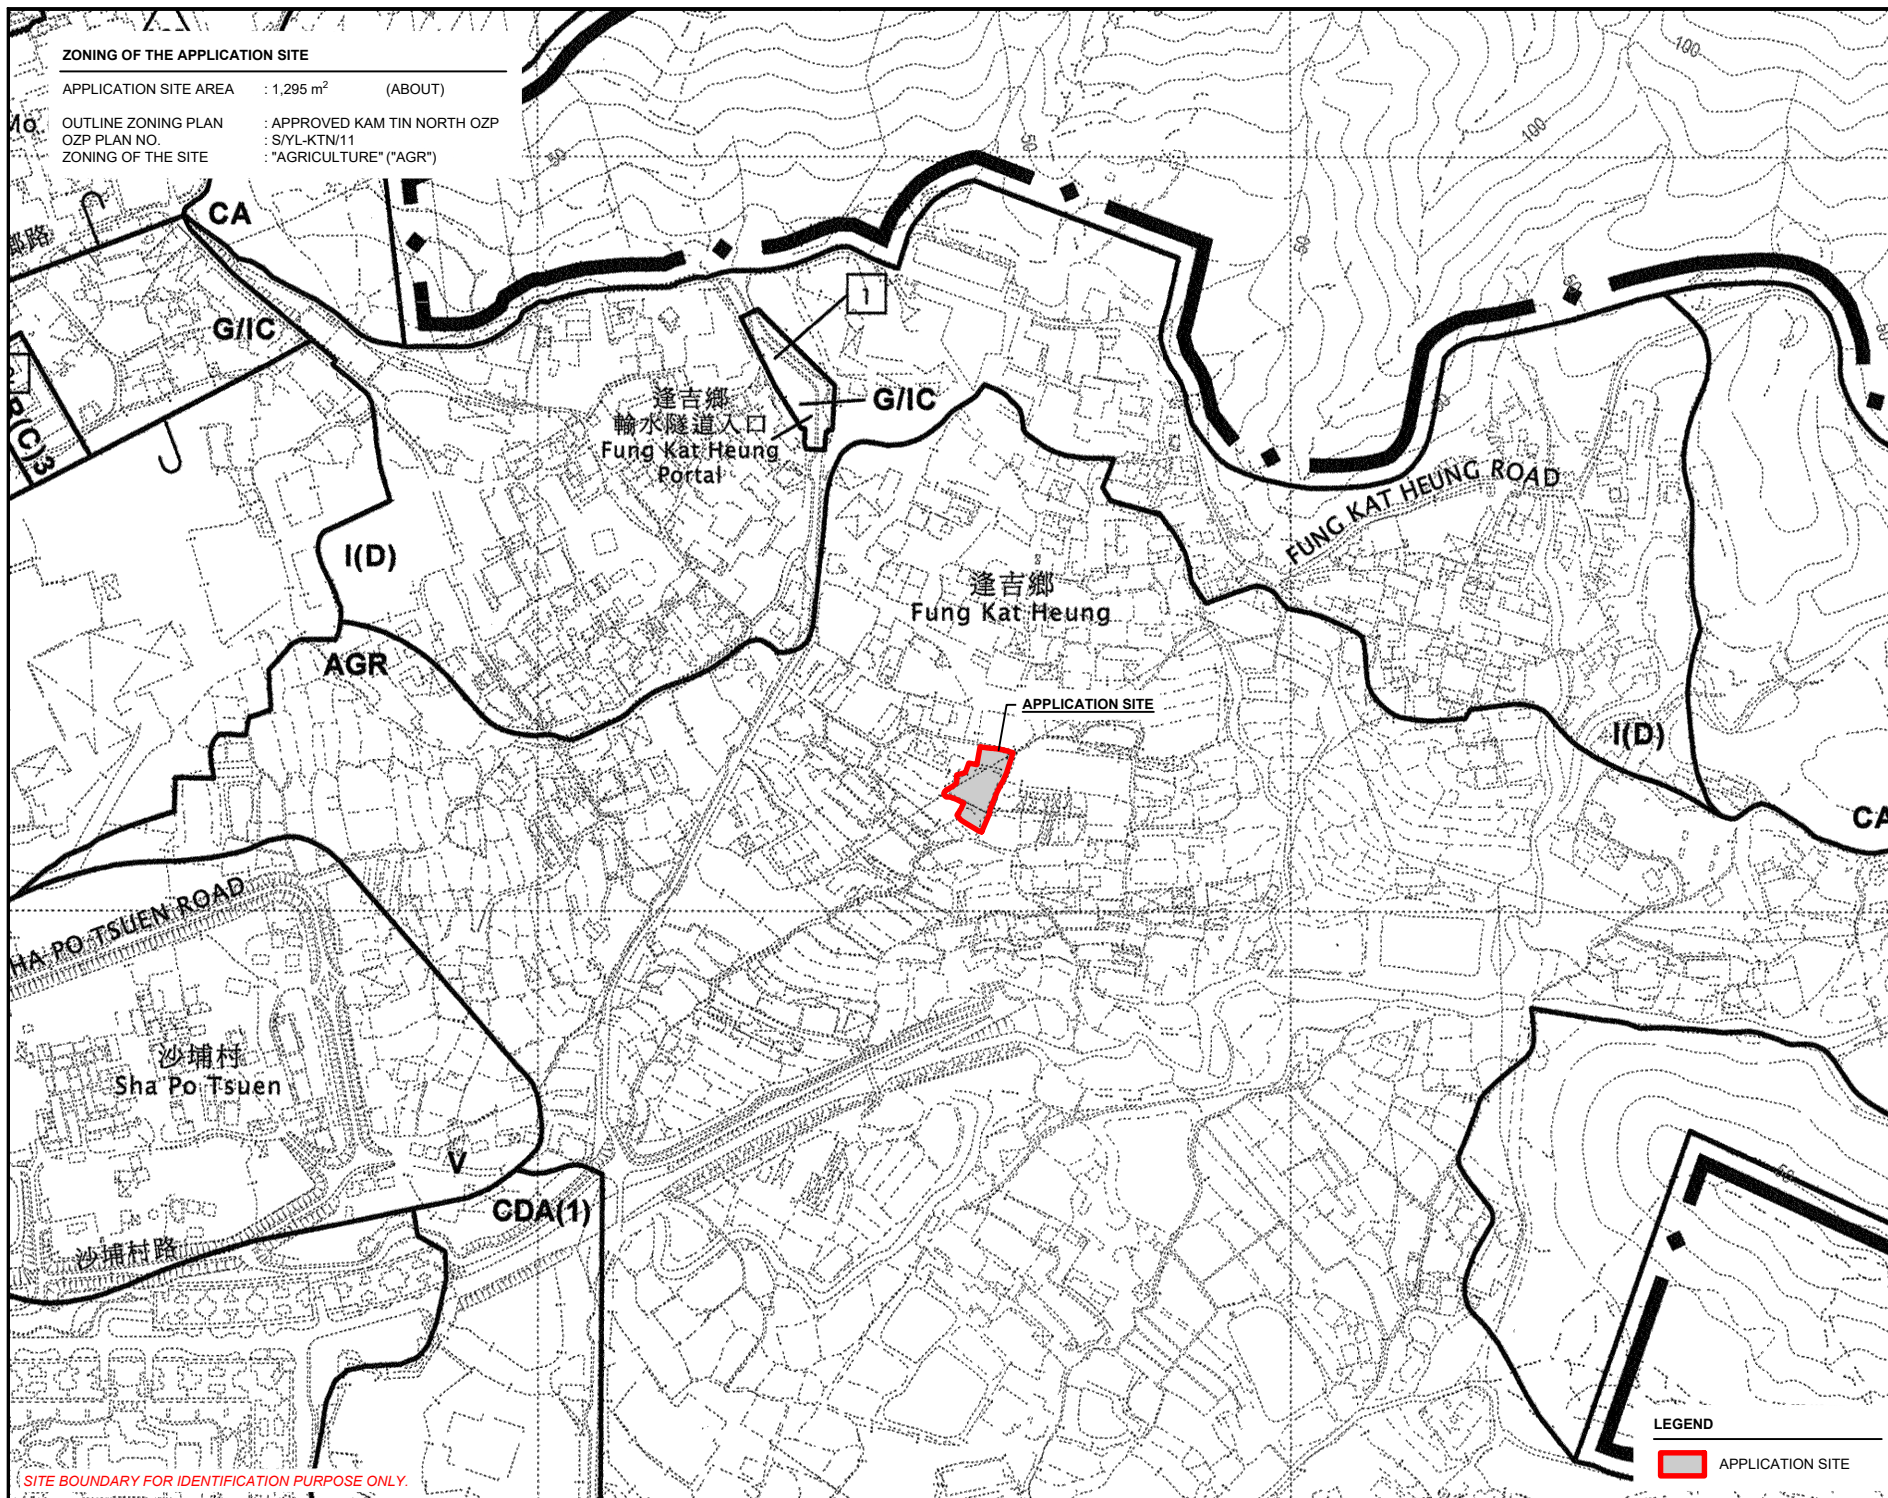 ZONING OF THE APPLICATION SITE
APPLICATION SITE AREA : 1,295 m² (ABOUT)
OUTLINE ZONING PLAN : APPROVED KAM TIN NORTH OZP
OZP PLAN NO. : S/YL-KTN/11
ZONING OF THE SITE : "AGRICULTURE" ("AGR")
100
100
50
50
50
50
50
CA
G/IC
1
G/IC
R(C)3
逢吉鄉
輸水隧道入口
Fung Kat Heung
Portal
FUNG KAT HEUNG ROAD
I(D)
逢吉鄉
Fung Kat Heung
AGR
APPLICATION SITE
I(D)
CA
SHA PO TSUEN ROAD
沙埔村
Sha Po Tsuen
V
CDA(1)
沙埔村路
LEGEND
APPLICATION SITE
SITE BOUNDARY FOR IDENTIFICATION PURPOSE ONLY.